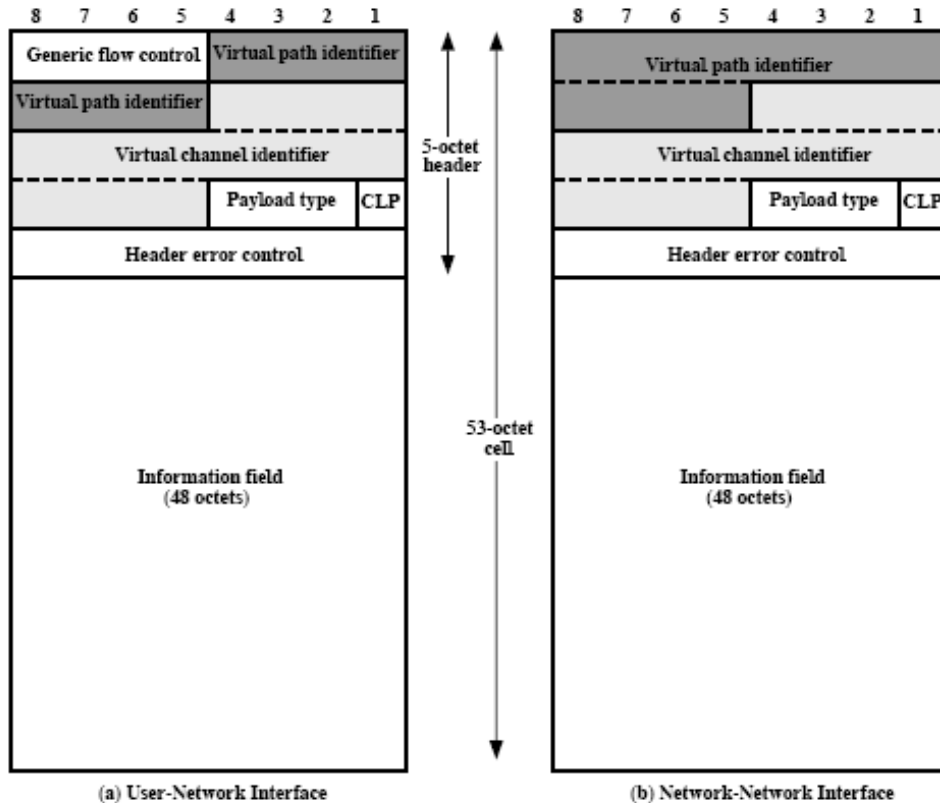 8 7 6 5 4 3 2 1
Generic flow control
Virtual path identifier
Virtual path identifier
Virtual channel identifier
Payload type
CLP
Header error control
Information field
(48 octets)
(a) User-Network Interface
5-octet
header
53-octet
cell
8 7 6 5 4 3 2 1
Virtual path identifier
Virtual channel identifier
Payload type
CLP
Header error control
Information field
(48 octets)
(b) Network-Network Interface